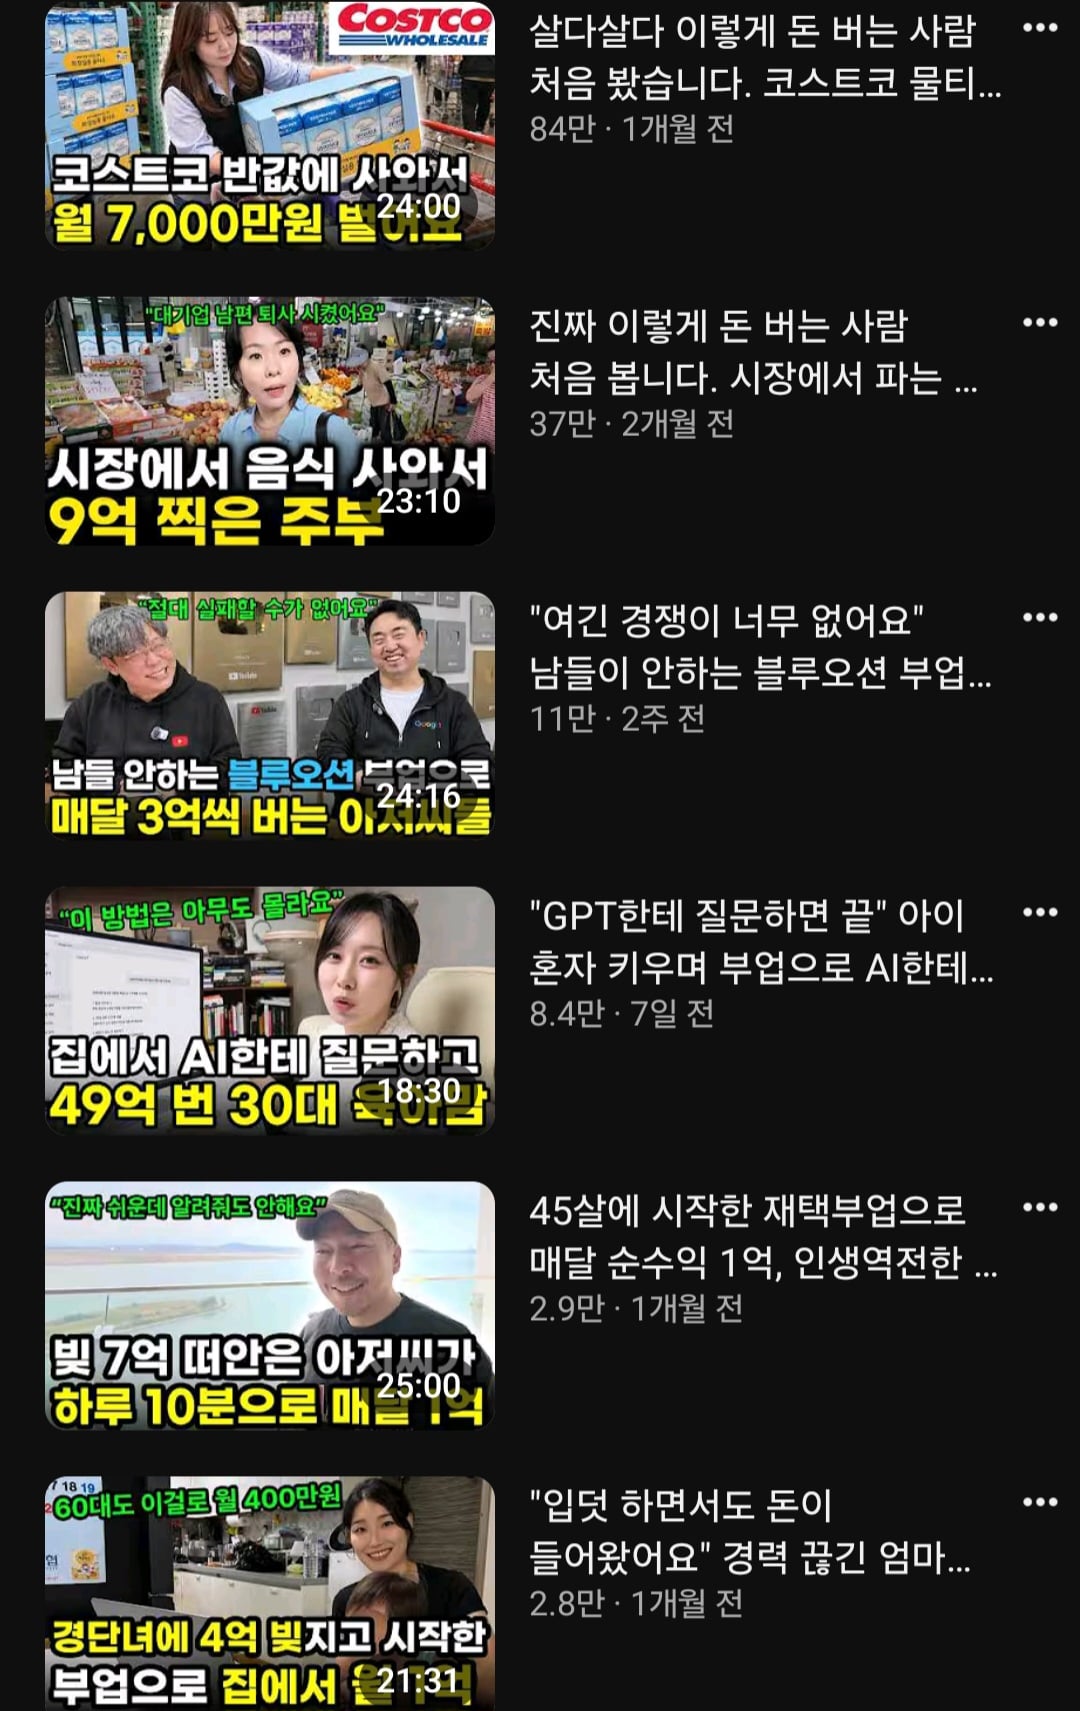 COSTCO
WHOLESALE
코스트코 반값에 사와서
월 7,000만원 벌어요
24:00
살다살다 이렇게 돈 버는 사람
처음 봤습니다. 코스트코 물티...
84만 · 1개월 전
"대기업 남편 퇴사 시켰어요"
시장에서 음식 사와서
9억 찍은 주부
23:10
진짜 이렇게 돈 버는 사람
처음 봅니다. 시장에서 파는 ...
37만 · 2개월 전
"절대 실패할 수가 없어요"
YouTube
Google
남들 안하는 블루오션 부업으로
매달 3억씩 버는 아저씨들
24:16
"여긴 경쟁이 너무 없어요"
남들이 안하는 블루오션 부업...
11만 · 2주 전
"이 방법은 아무도 몰라요"
집에서 AI한테 질문하고
49억 번 30대 육아맘
18:30
"GPT한테 질문하면 끝" 아이
혼자 키우며 부업으로 AI한테...
8.4만 · 7일 전
"진짜 쉬운데 알려줘도 안해요"
빚 7억 떠안은 아저씨가
하루 10분으로 매달 1억
25:00
45살에 시작한 재택부업으로
매달 순수익 1억, 인생역전한 ...
2.9만 · 1개월 전
7 18 19
60대도 이걸로 월 400만원
경단녀에 4억 빚지고 시작한
부업으로 집에서 월 1억
21:31
"입덧 하면서도 돈이
들어왔어요" 경력 끊긴 엄마...
2.8만 · 1개월 전